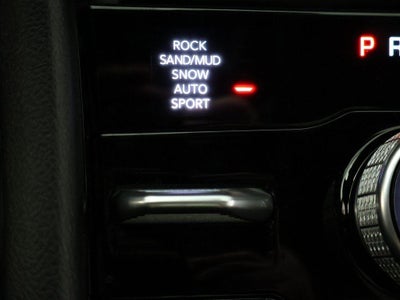 ROCK
SAND/MUD
SNOW
AUTO
SPORT
P R